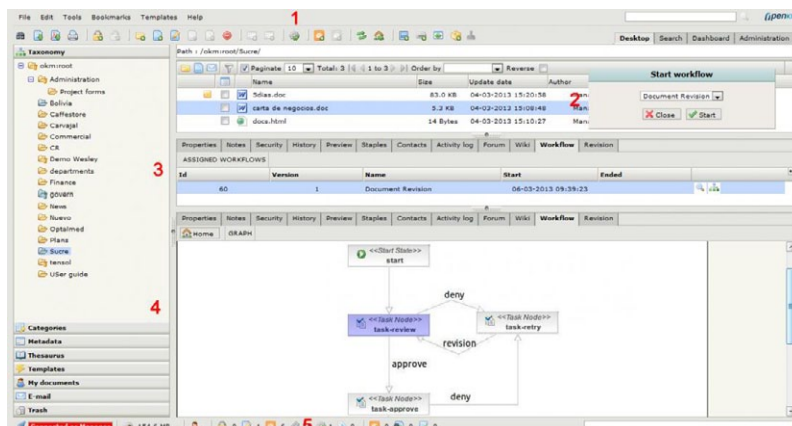 File Edit Tools Bookmarks Templates Help
1
Desktop Search Dashboard Administration
Taxonomy
Path : /okm:root/Sucre/
okm:root
Administration
Project forms
Bolivia
Caffestore
Carvajal
Commercial
CR
Demo Wesley
departments
Finance
govern
News
Nuevo
Optalmed
Plans
Sucre
tensol
USer guide
3
4
Categories
Metadata
Thesaurus
Templates
My documents
E-mail
Trash
Paginate 10 Total: 3 1 to 3 Order by Reverse
Name Size Update date Author
3dias.doc 83.0 KB 04-03-2013 15:20:58
carta de negocios.doc 5.3 KB 04-03-2013 15:08:48
docs.html 14 Bytes 04-03-2013 15:10:27
2
Start workflow
Document Revision
Close Start
Properties Notes Security History Preview Staples Contacts Activity log Forum Wiki Workflow Revision
ASSIGNED WORKFLOWS
Id Version Name Start Ended
60 1 Document Revision 06-03-2013 09:39:23
Properties Notes Security History Preview Staples Contacts Activity log Forum Wiki Workflow Revision
Home GRAPH
<<Start State>>
start
deny
<<Task Node>>
task-review
<<Task Node>>
task-retry
revision
approve
deny
<<Task Node>>
task-approve
5